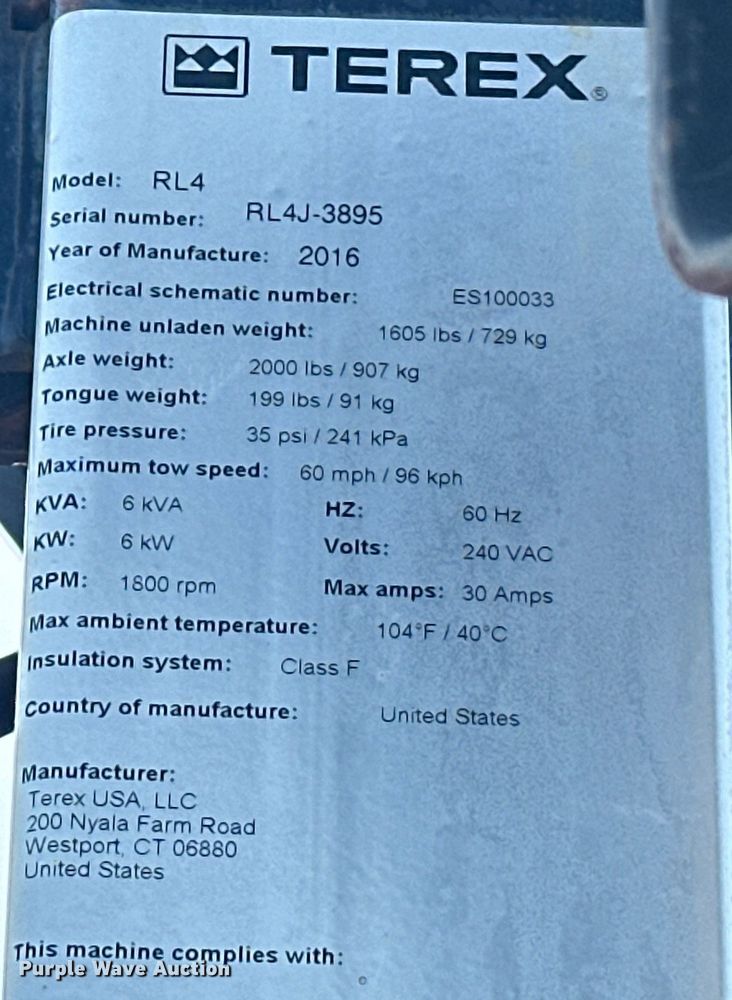 TEREX®
Model: RL4
Serial number: RL4J-3895
Year of Manufacture: 2016
Electrical schematic number: ES100033
Machine unladen weight: 1605 lbs / 729 kg
Axle weight: 2000 lbs / 907 kg
Tongue weight: 199 lbs / 91 kg
Tire pressure: 35 psi / 241 kPa
Maximum tow speed: 60 mph / 96 kph
KVA: 6 kVA HZ: 60 Hz
KW: 6 kW Volts: 240 VAC
RPM: 1800 rpm Max amps: 30 Amps
Max ambient temperature: 104°F / 40°C
Insulation system: Class F
Country of manufacture: United States
Manufacturer:
Terex USA, LLC
200 Nyala Farm Road
Westport, CT 06880
United States
This machine complies with:
Purple Wave Auction